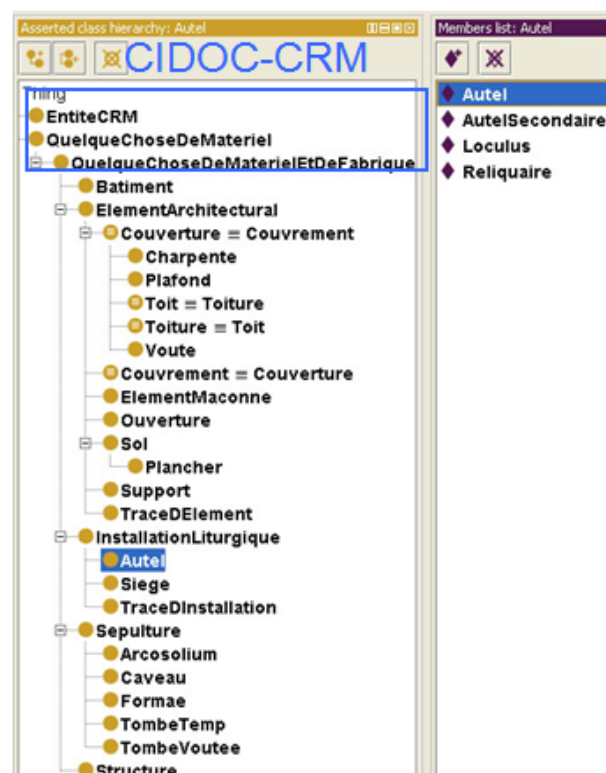 Asserted class hierarchy: Autel
CIDOC-CRM
Thing
EntiteCRM
QuelqueChoseDeMateriel
QuelqueChoseDeMaterielEtDeFabrique
Batiment
ElementArchitectural
Couverture ≡ Couvrement
Charpente
Plafond
Toit ≡ Toiture
Toiture ≡ Toit
Voute
Couvrement ≡ Couverture
ElementMaconne
Ouverture
Sol
Plancher
Support
TraceDElement
InstallationLiturgique
Autel
Siege
TraceDInstallation
Sepulture
Arcosolium
Caveau
Formae
TombeTemp
TombeVoutee
Structure
Members list: Autel
Autel
AutelSecondaire
Loculus
Reliquaire